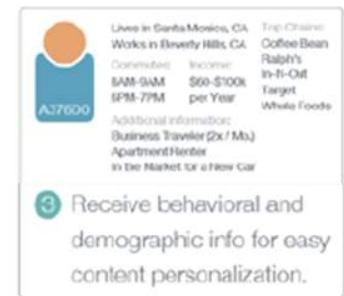 Lives in Santa Monica, CA
Works in Beverly Hills, CA
Commutes:
8AM-9AM
6PM-7PM
Income:
$60-$100k
per Year
Top Chains:
Coffee Bean
Ralph's
In-N-Out
Target
Whole Foods
A37600
Additional information:
Business Traveler (2x / Mo.)
Apartment Renter
In the Market for a New Car
3 Receive behavioral and
demographic info for easy
content personalization.